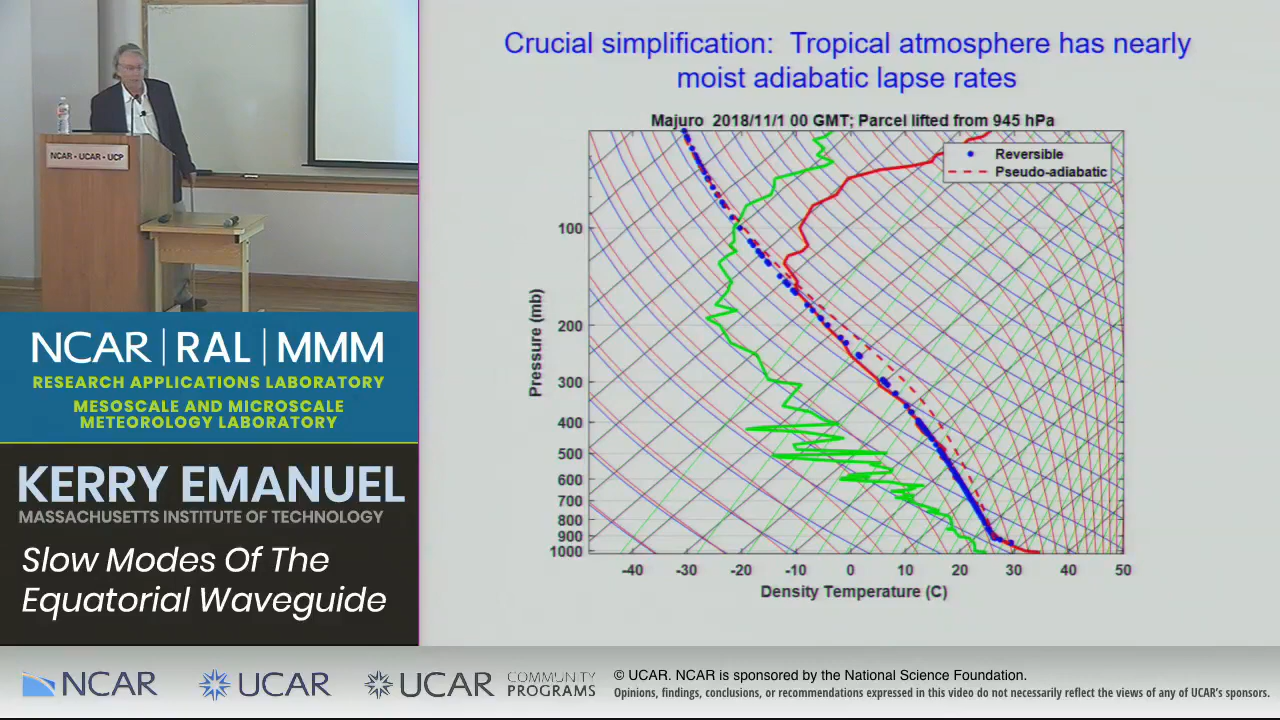 NCAR • UCAR • UCP
NCAR | RAL | MMM
RESEARCH APPLICATIONS LABORATORY
MESOSCALE AND MICROSCALE
METEOROLOGY LABORATORY
KERRY EMANUEL
MASSACHUSETTS INSTITUTE OF TECHNOLOGY
Slow Modes Of The
Equatorial Waveguide
Crucial simplification: Tropical atmosphere has nearly
moist adiabatic lapse rates
Majuro 2018/11/1 00 GMT; Parcel lifted from 945 hPa
Reversible
Pseudo-adiabatic
Pressure (mb)
100
200
300
400
500
600
700
800
900
1000
-40 -30 -20 -10 0 10 20 30 40 50
Density Temperature (C)
NCAR
UCAR
UCAR
COMMUNITY
PROGRAMS
© UCAR. NCAR is sponsored by the National Science Foundation.
Opinions, findings, conclusions, or recommendations expressed in this video do not necessarily reflect the views of any of UCAR's sponsors.